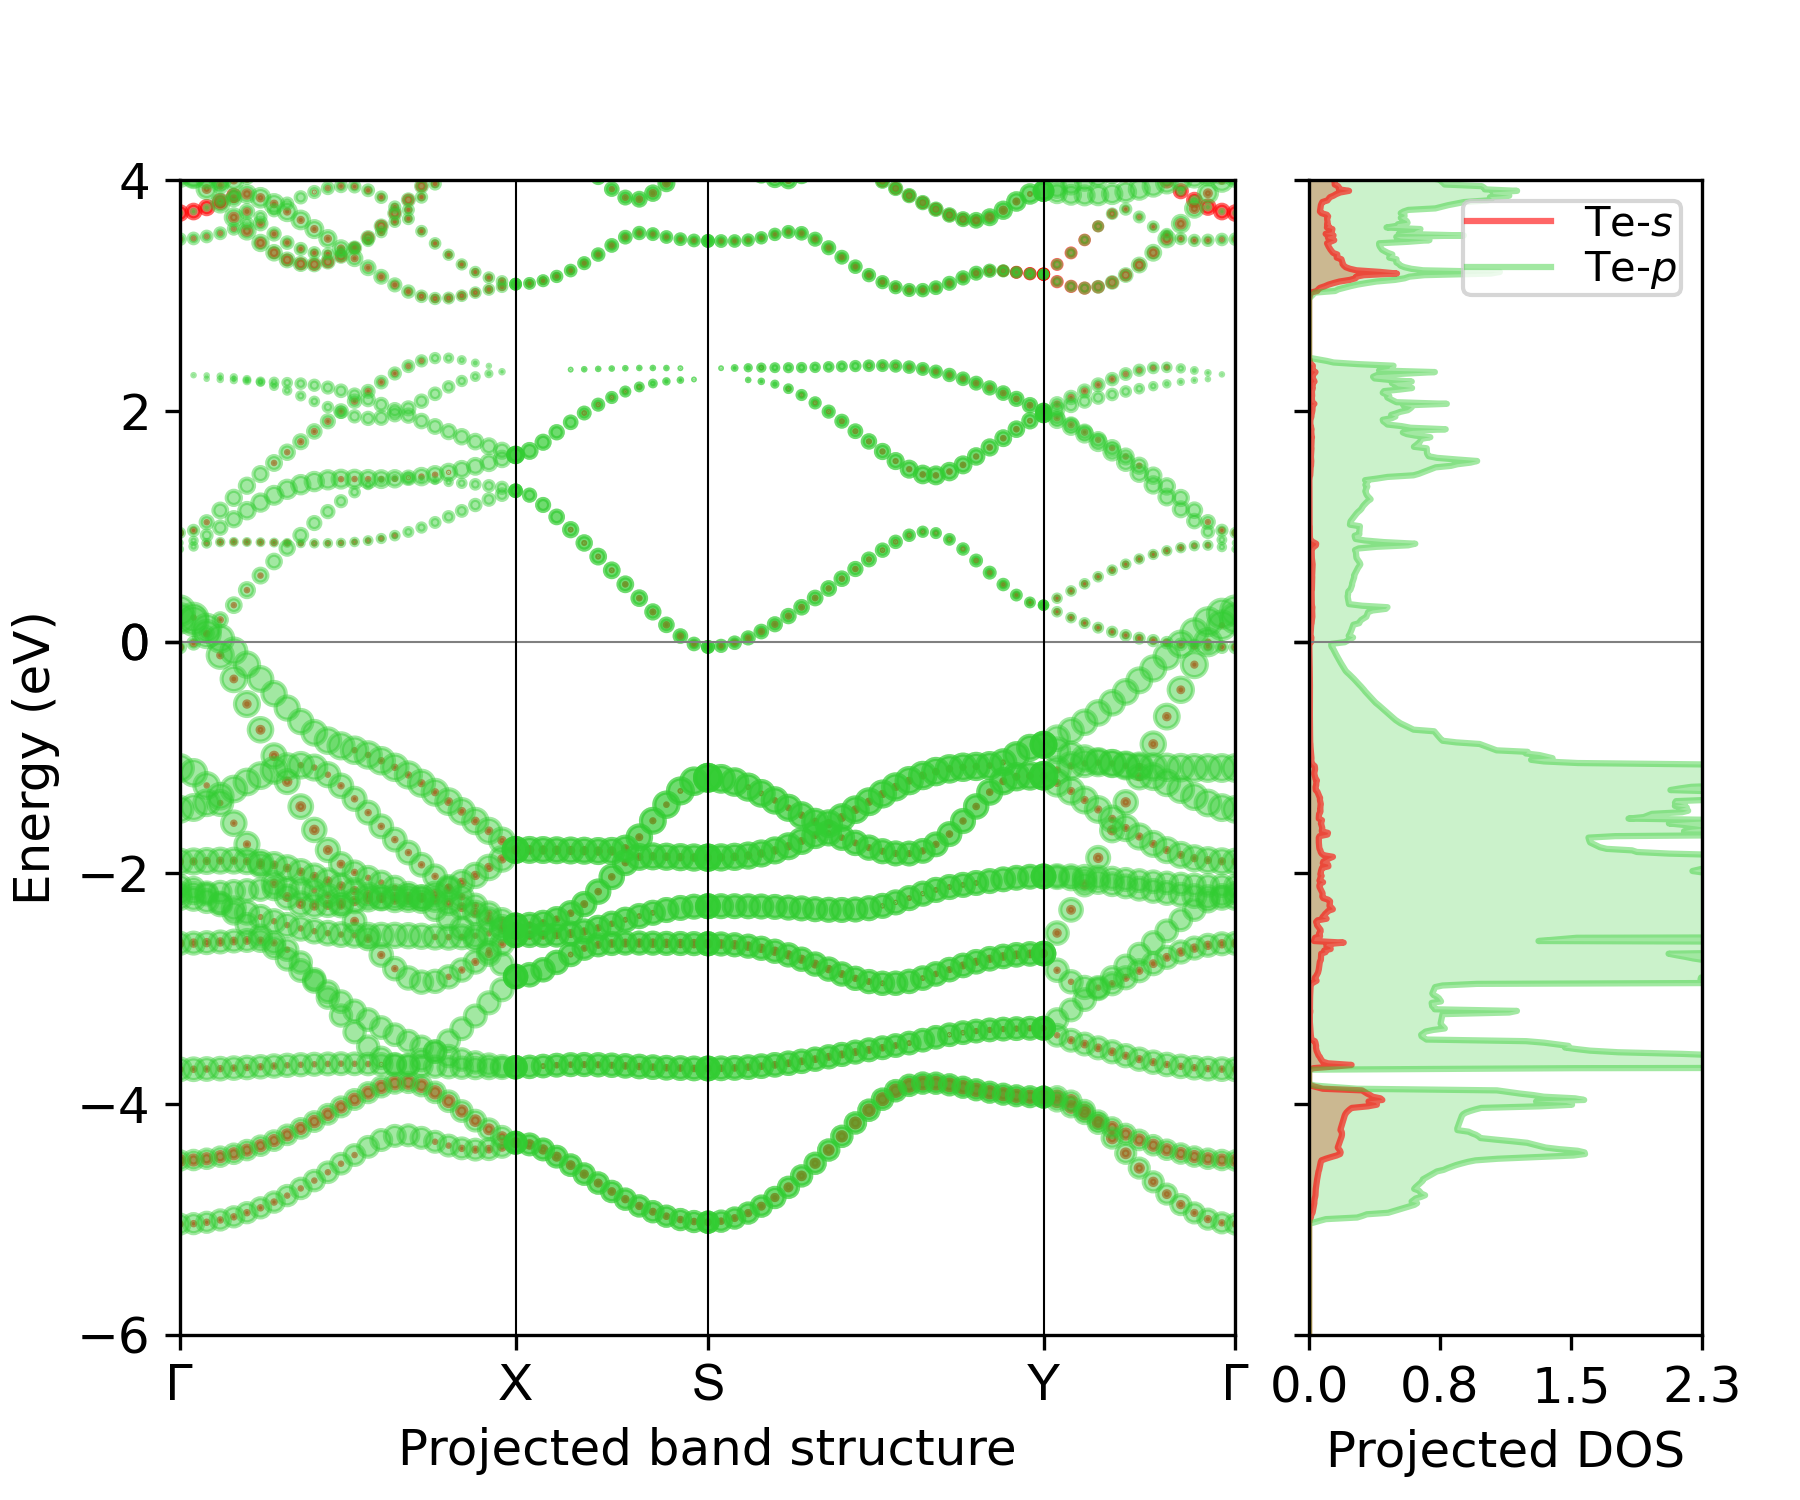 4
2
0
−2
−4
−6
Energy (eV)
Γ X S Y Γ
Projected band structure
Te-s
Te-p
0.0 0.8 1.5 2.3
Projected DOS